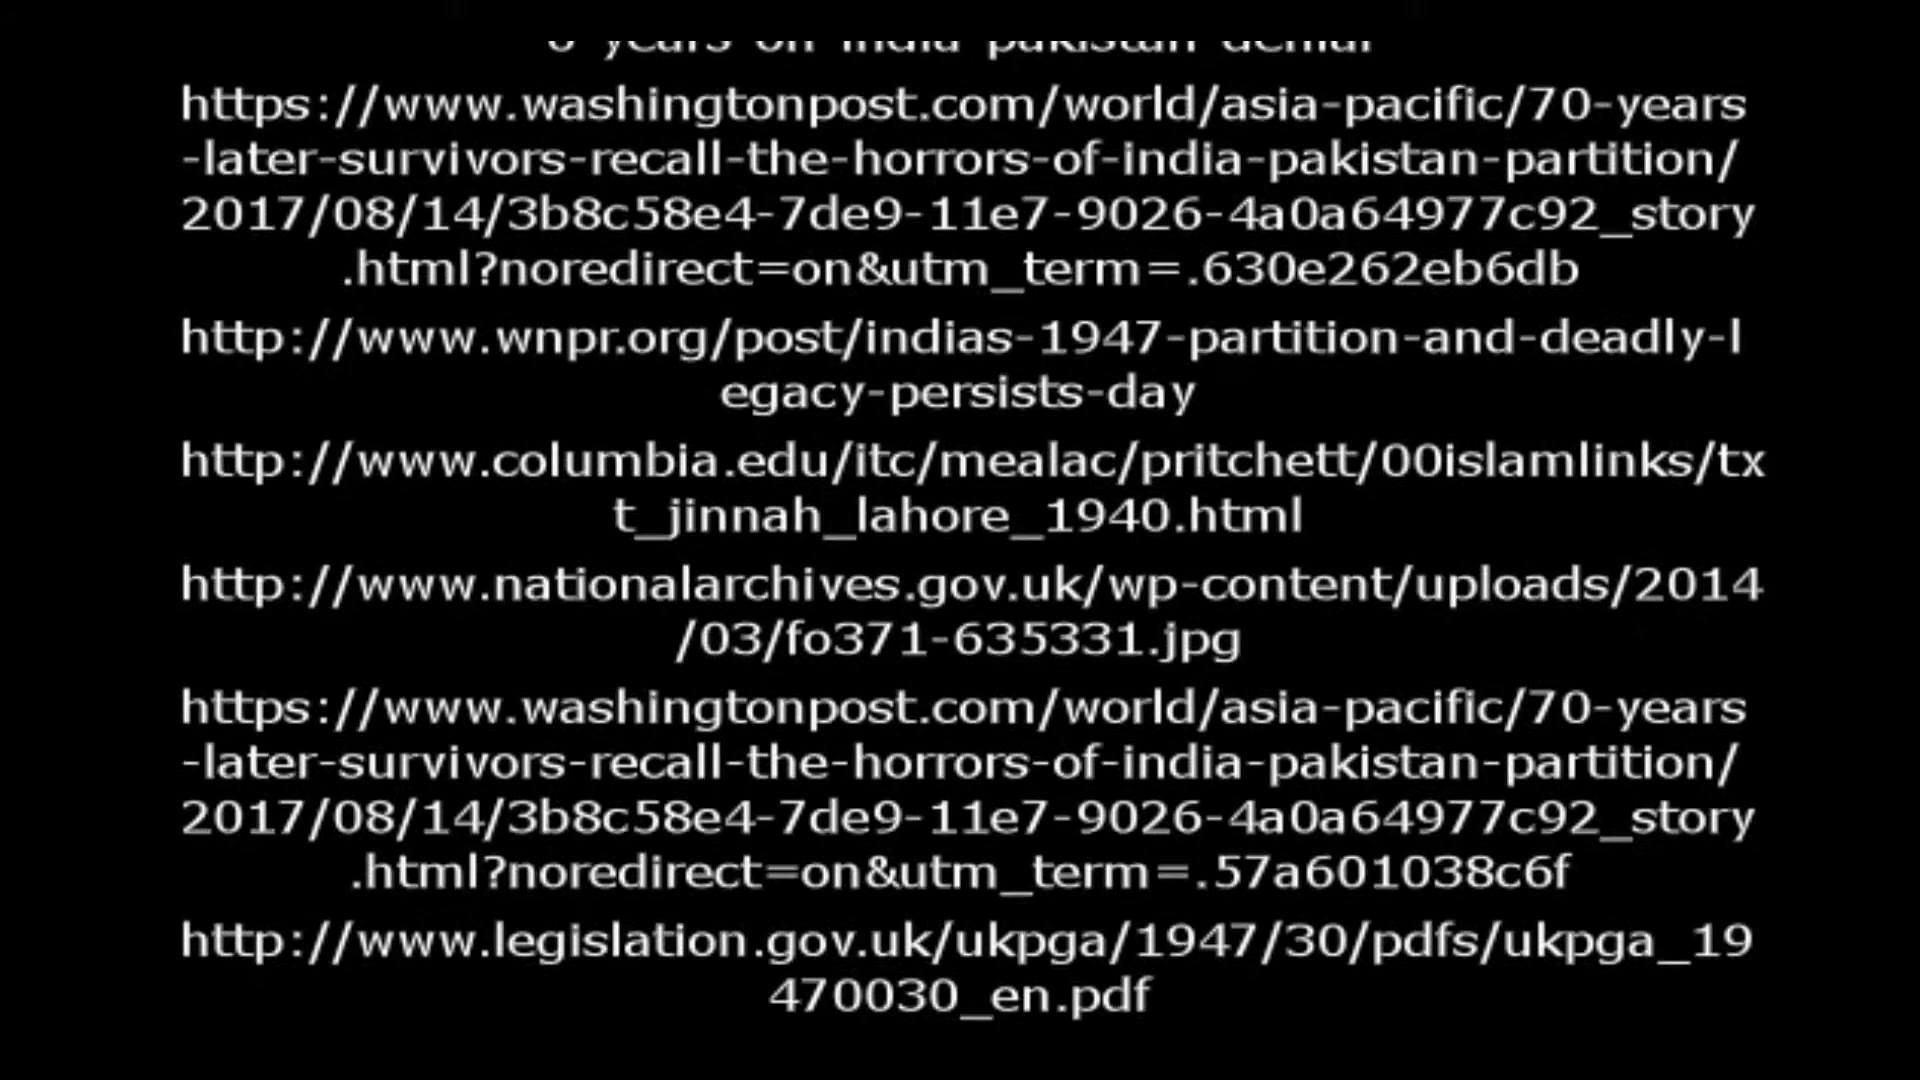 years on india pakistan denial
https://www.washingtonpost.com/world/asia-pacific/70-years
-later-survivors-recall-the-horrors-of-india-pakistan-partition/
2017/08/14/3b8c58e4-7de9-11e7-9026-4a0a64977c92_story
.html?noredirect=on&utm_term=.630e262eb6db
http://www.wnpr.org/post/indias-1947-partition-and-deadly-l
egacy-persists-day
http://www.columbia.edu/itc/mealac/pritchett/00islamlinks/tx
t_jinnah_lahore_1940.html
http://www.nationalarchives.gov.uk/wp-content/uploads/2014
/03/fo371-635331.jpg
https://www.washingtonpost.com/world/asia-pacific/70-years
-later-survivors-recall-the-horrors-of-india-pakistan-partition/
2017/08/14/3b8c58e4-7de9-11e7-9026-4a0a64977c92_story
.html?noredirect=on&utm_term=.57a601038c6f
http://www.legislation.gov.uk/ukpga/1947/30/pdfs/ukpga_19
470030_en.pdf